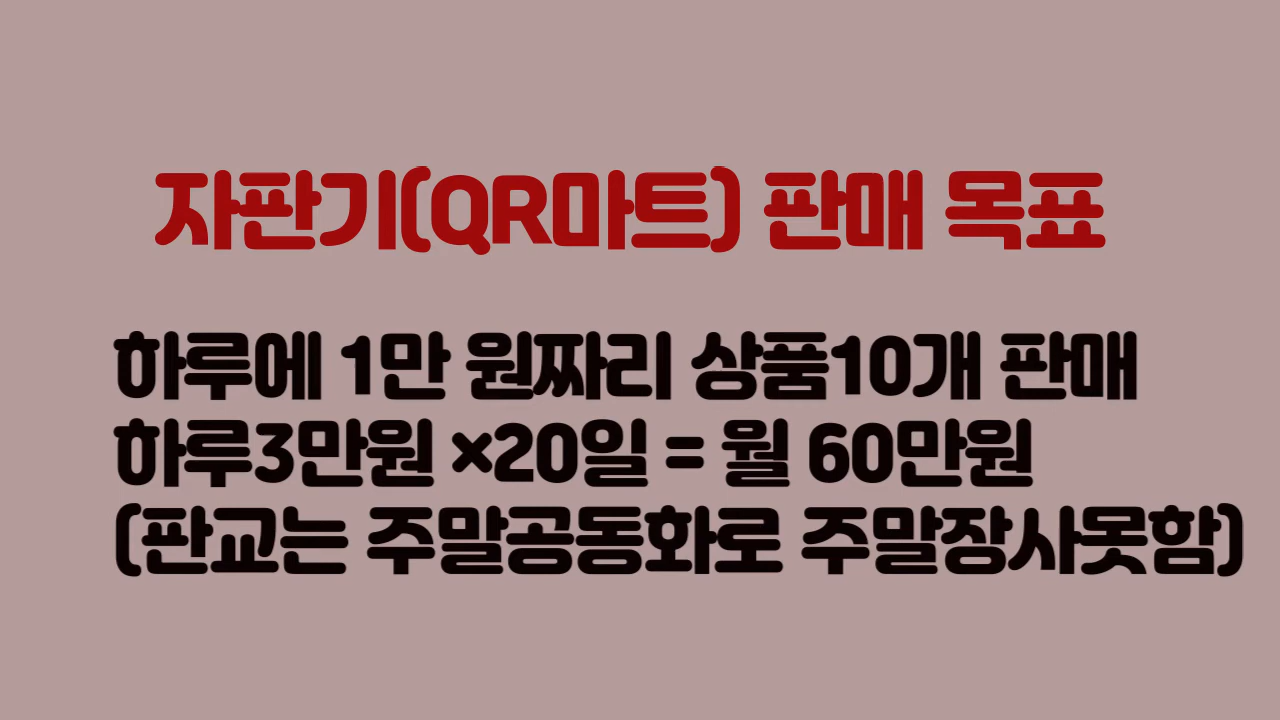 자판기(QR마트) 판매 목표
하루에 1만 원짜리 상품10개 판매
하루3만원 ×20일 = 월 60만원
(판교는 주말공동화로 주말장사못함)